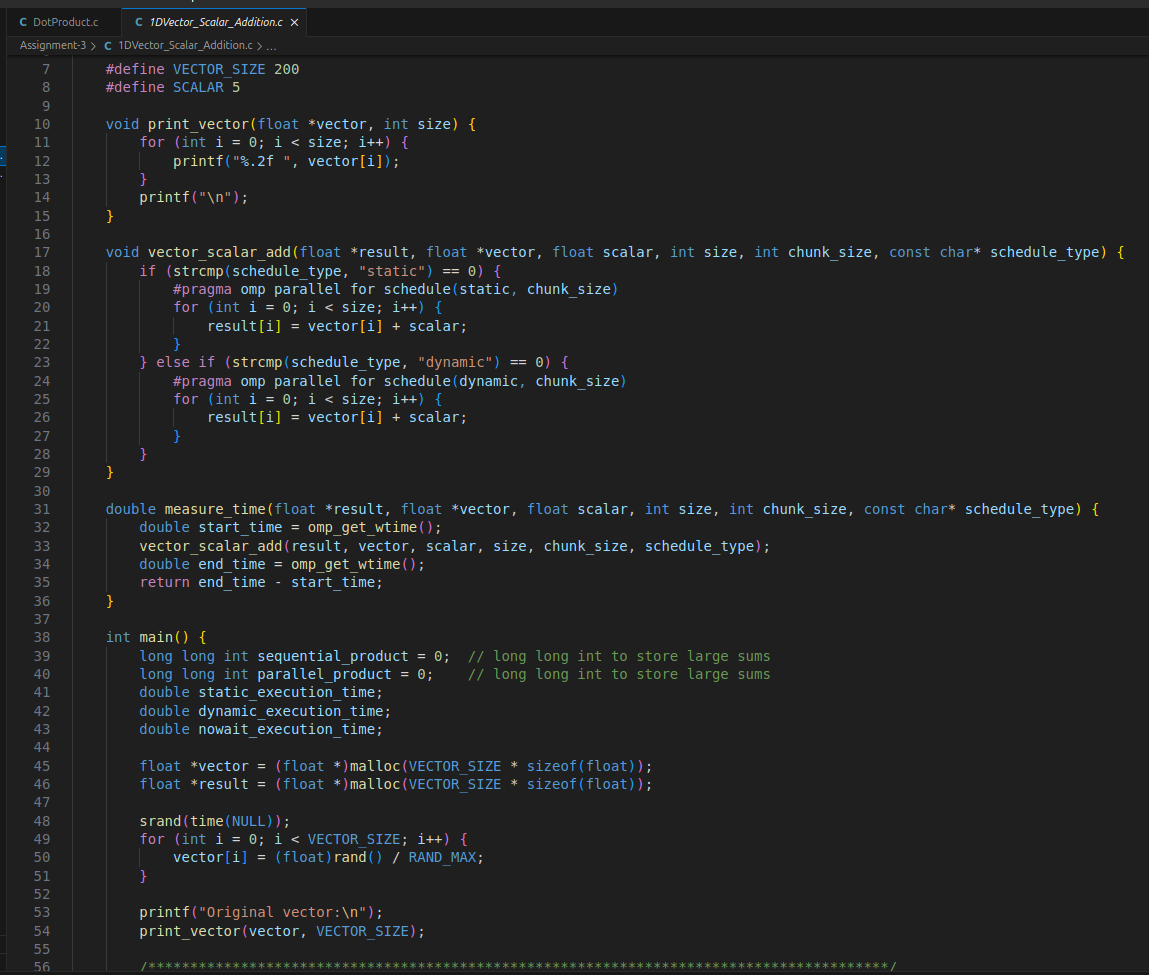 C DotProduct.c C 1DVector_Scalar_Addition.c ×
Assignment-3 > C 1DVector_Scalar_Addition.c > ...
7 #define VECTOR_SIZE 200
8 #define SCALAR 5
9
10 void print_vector(float *vector, int size) {
11     for (int i = 0; i < size; i++) {
12         printf("%.2f ", vector[i]);
13     }
14     printf("\n");
15 }
16
17 void vector_scalar_add(float *result, float *vector, float scalar, int size, int chunk_size, const char* schedule_type) {
18     if (strcmp(schedule_type, "static") == 0) {
19         #pragma omp parallel for schedule(static, chunk_size)
20         for (int i = 0; i < size; i++) {
21             result[i] = vector[i] + scalar;
22         }
23     } else if (strcmp(schedule_type, "dynamic") == 0) {
24         #pragma omp parallel for schedule(dynamic, chunk_size)
25         for (int i = 0; i < size; i++) {
26             result[i] = vector[i] + scalar;
27         }
28     }
29 }
30
31 double measure_time(float *result, float *vector, float scalar, int size, int chunk_size, const char* schedule_type) {
32     double start_time = omp_get_wtime();
33     vector_scalar_add(result, vector, scalar, size, chunk_size, schedule_type);
34     double end_time = omp_get_wtime();
35     return end_time - start_time;
36 }
37
38 int main() {
39     long long int sequential_product = 0;  // long long int to store large sums
40     long long int parallel_product = 0;    // long long int to store large sums
41     double static_execution_time;
42     double dynamic_execution_time;
43     double nowait_execution_time;
44
45     float *vector = (float *)malloc(VECTOR_SIZE * sizeof(float));
46     float *result = (float *)malloc(VECTOR_SIZE * sizeof(float));
47
48     srand(time(NULL));
49     for (int i = 0; i < VECTOR_SIZE; i++) {
50         vector[i] = (float)rand() / RAND_MAX;
51     }
52
53     printf("Original vector:\n");
54     print_vector(vector, VECTOR_SIZE);
55
56     /****************************************************************************************/